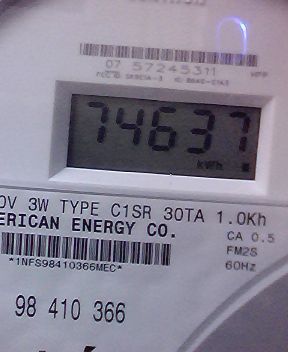 07 57245311
74637
kWh
0V 3W TYPE C1SR 30TA 1.0Kh
ERICAN ENERGY CO.
CA 0.5
FM2S
60Hz
*1NFS98410366MEC*
98 410 366